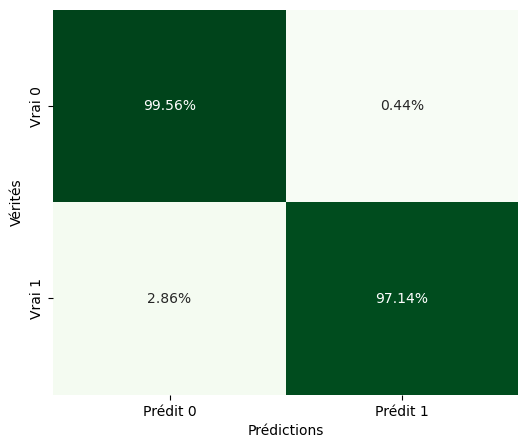 Vérités
Vrai 0
99.56%
0.44%
Vrai 1
2.86%
97.14%
Prédit 0
Prédit 1
Prédictions